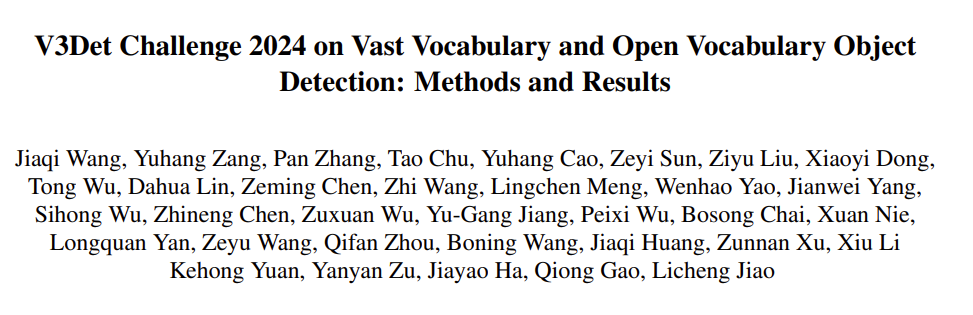 V3Det Challenge 2024 on Vast Vocabulary and Open Vocabulary Object
Detection: Methods and Results
Jiaqi Wang, Yuhang Zang, Pan Zhang, Tao Chu, Yuhang Cao, Zeyi Sun, Ziyu Liu, Xiaoyi Dong,
Tong Wu, Dahua Lin, Zeming Chen, Zhi Wang, Lingchen Meng, Wenhao Yao, Jianwei Yang,
Sihong Wu, Zhineng Chen, Zuxuan Wu, Yu-Gang Jiang, Peixi Wu, Bosong Chai, Xuan Nie,
Longquan Yan, Zeyu Wang, Qifan Zhou, Boning Wang, Jiaqi Huang, Zunnan Xu, Xiu Li
Kehong Yuan, Yanyan Zu, Jiayao Ha, Qiong Gao, Licheng Jiao